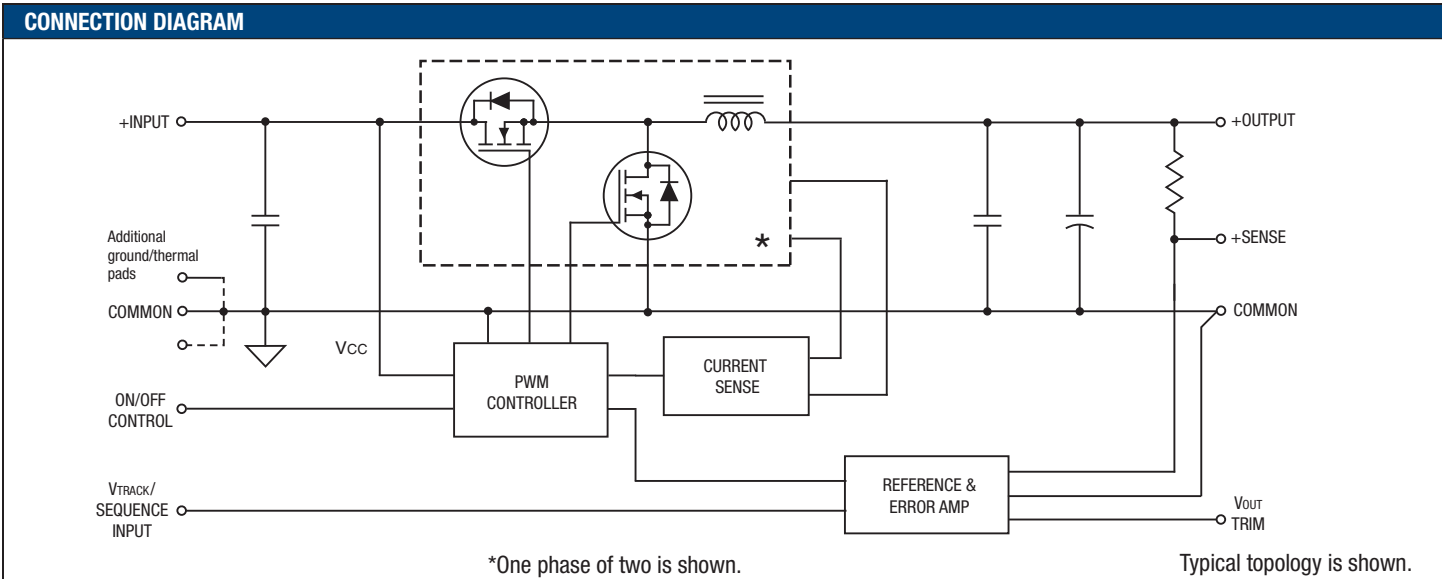 CONNECTION DIAGRAM
+INPUT
+OUTPUT
Additional
ground/thermal
pads
*
+SENSE
COMMON
COMMON
VCC
PWM
CONTROLLER
CURRENT
SENSE
ON/OFF
CONTROL
VTRACK/
SEQUENCE
INPUT
REFERENCE &
ERROR AMP
VOUT
TRIM
*One phase of two is shown.
Typical topology is shown.